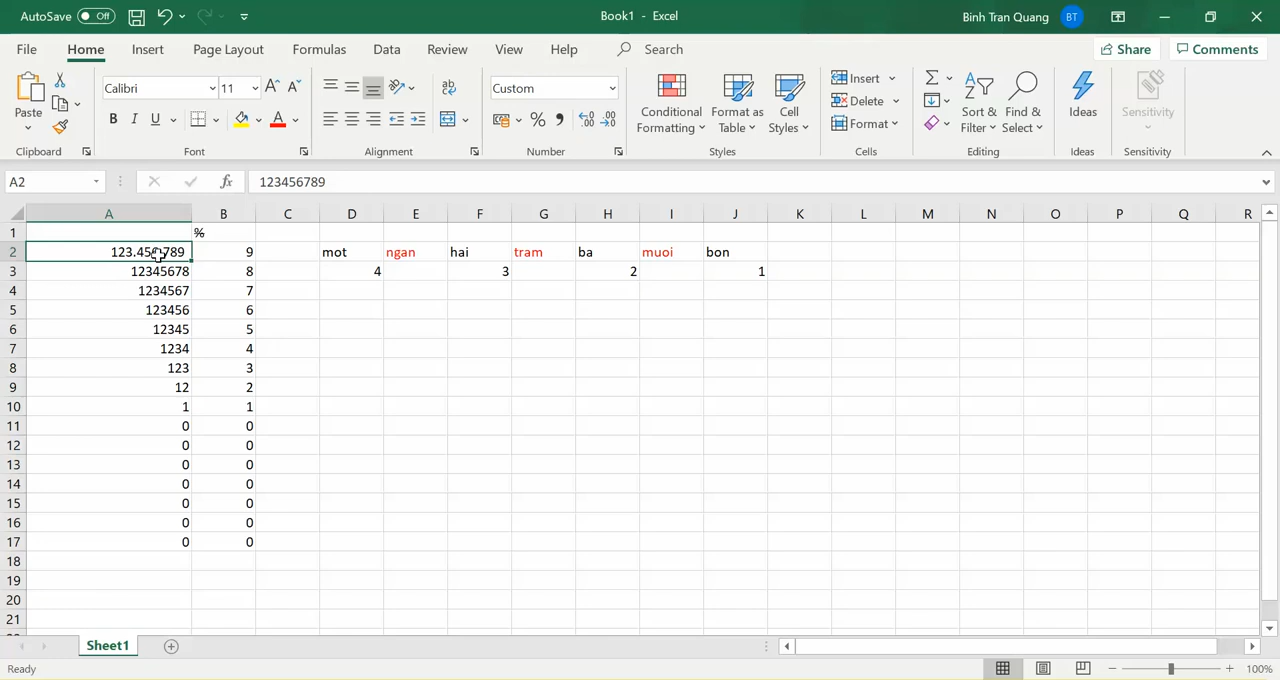 AutoSave Off Book1 - Excel Binh Tran Quang BT
File Home Insert Page Layout Formulas Data Review View Help Search Share Comments
Paste Calibri 11 A A Custom Conditional Formatting Format as Table Cell Styles Insert Delete Format Sort & Filter Find & Select Ideas Sensitivity
B I U A %
Clipboard Font Alignment Number Styles Cells Editing Ideas Sensitivity
A2 fx 123456789
A B C D E F G H I J K L M N O P Q R
1 %
2 9 mot ngan hai tram ba muoi bon
3 12345678 8 4 3 2 1
4 1234567 7
5 123456 6
6 12345 5
7 1234 4
8 123 3
9 12 2
10 1 1
11 0 0
12 0 0
13 0 0
14 0 0
15 0 0
16 0 0
17 0 0
18
19
20
21
Sheet1
Ready 100%